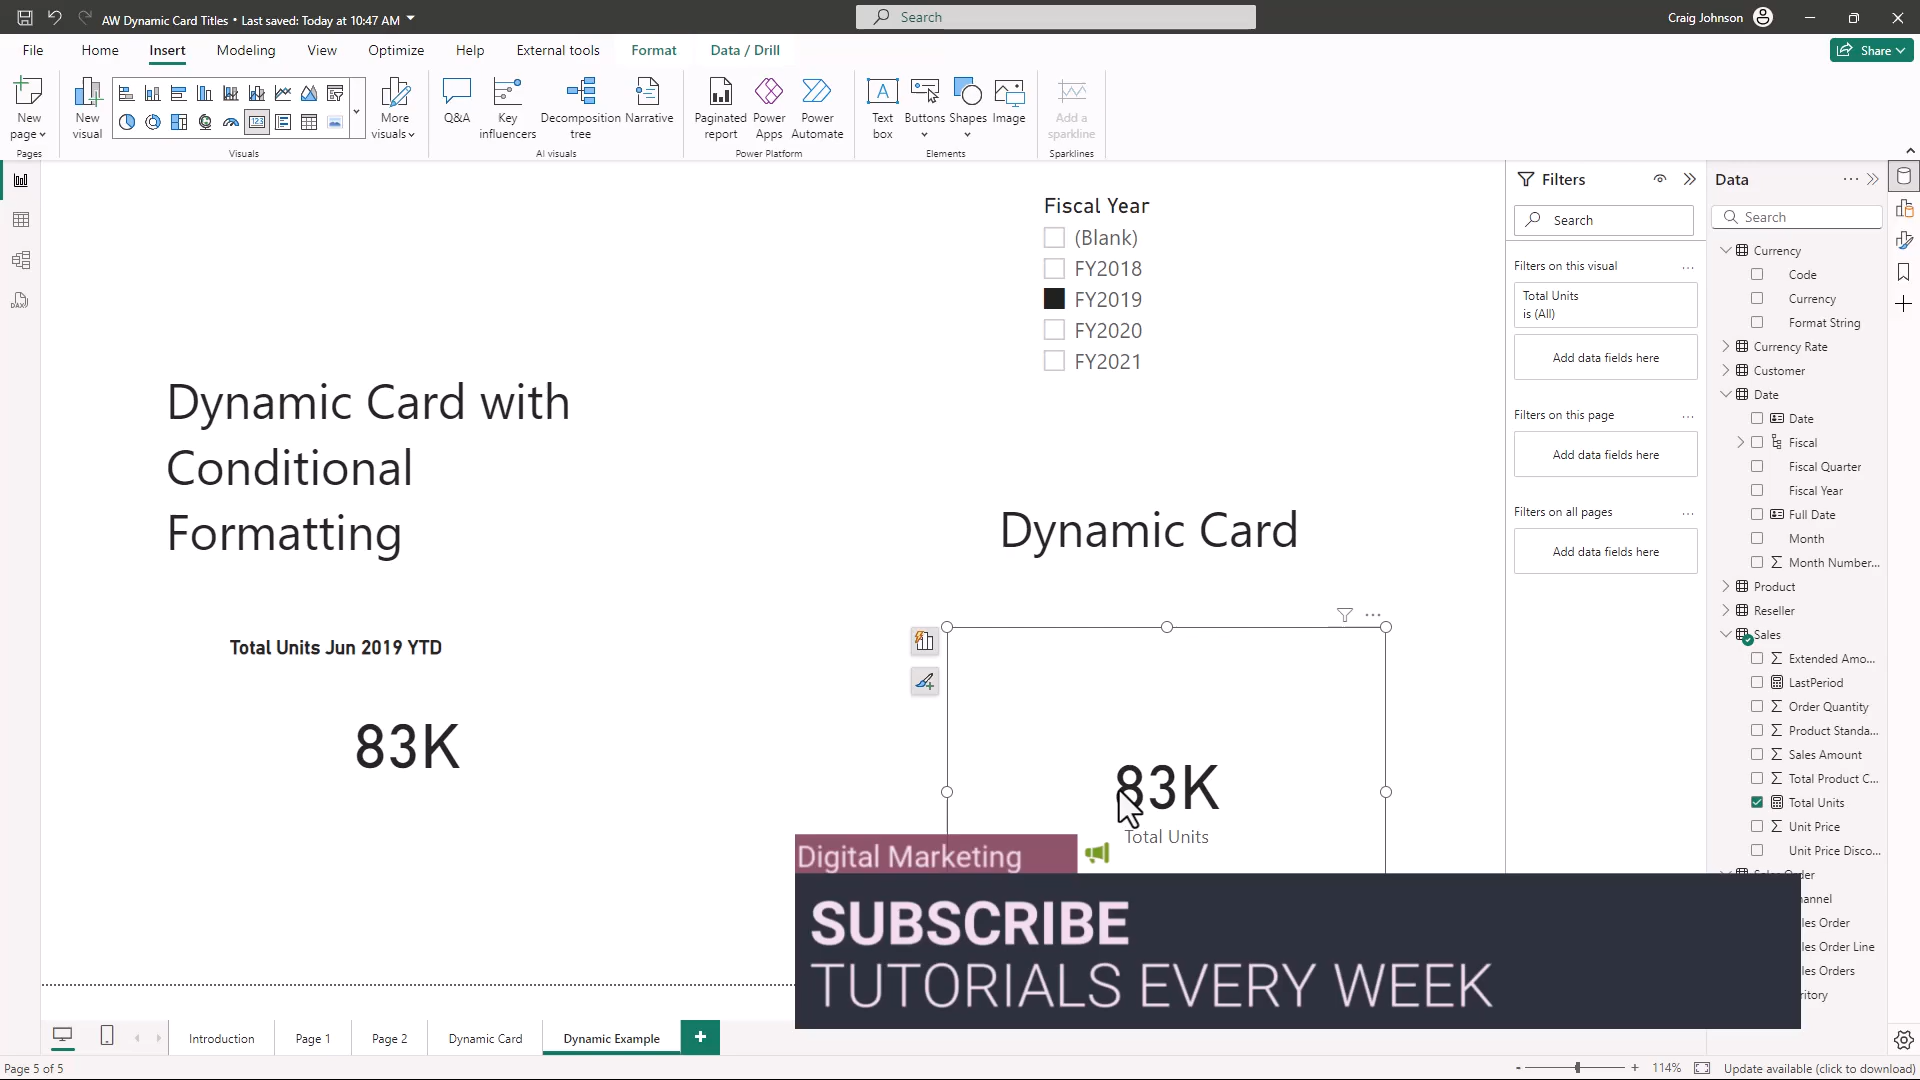 AW Dynamic Card Titles • Last saved: Today at 10:47 AM
Search
Craig Johnson
File
Home
Insert
Modeling
View
Optimize
Help
External tools
Format
Data / Drill
Share
New page
New visual
More visuals
Q&A
Key influencers
Decomposition tree
Narrative
Paginated report
Power Apps
Power Automate
Text box
Buttons
Shapes
Image
Add a sparkline
Pages
Visuals
AI visuals
Power Platform
Elements
Sparklines
DAX
Fiscal Year
(Blank)
FY2018
FY2019
FY2020
FY2021
Dynamic Card with
Conditional
Formatting
Total Units Jun 2019 YTD
83K
Dynamic Card
83K
Total Units
Digital Marketing
SUBSCRIBE
TUTORIALS EVERY WEEK
Filters
Search
Filters on this visual
Total Units
is (All)
Add data fields here
Filters on this page
Add data fields here
Filters on all pages
Add data fields here
Data
Search
Currency
Code
Currency
Format String
Currency Rate
Customer
Date
Date
Fiscal
Fiscal Quarter
Fiscal Year
Full Date
Month
Month Number...
Product
Reseller
Sales
Extended Amo...
LastPeriod
Order Quantity
Product Standa...
Sales Amount
Total Product C...
Total Units
Unit Price
Unit Price Disco...
les Order
les Order Line
les Orders
Introduction
Page 1
Page 2
Dynamic Card
Dynamic Example
Page 5 of 5
114%
Update available (click to download)